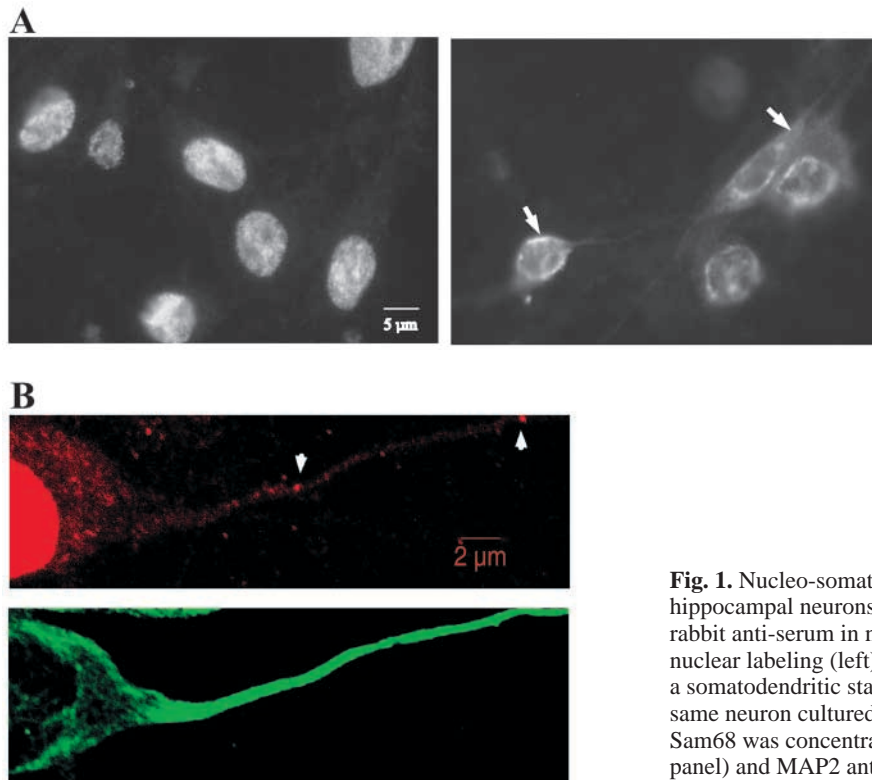 A
5 µm
B
2 µm
Fig. 1. Nucleo-somat
hippocampal neurons
rabbit anti-serum in r
nuclear labeling (left)
a somatodendritic sta
same neuron cultured
Sam68 was concentra
panel) and MAP2 ant